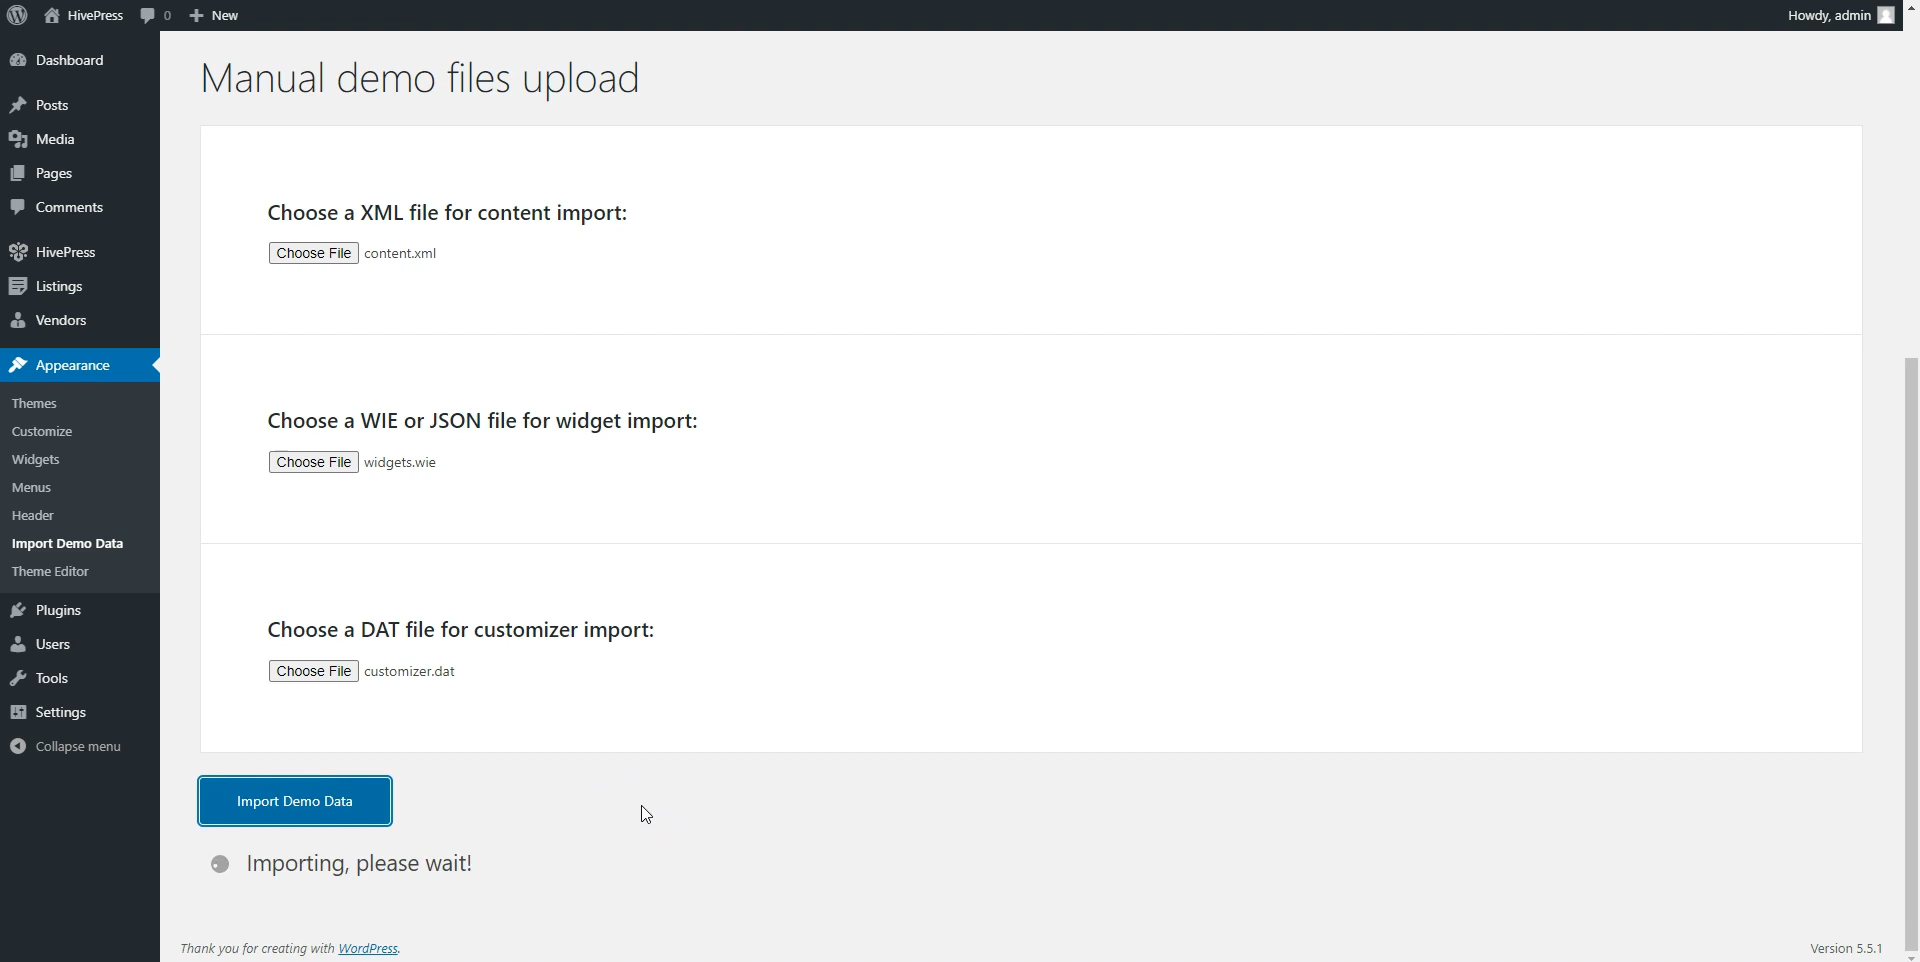 HivePress 0 New Howdy, admin
Dashboard
Posts
Media
Pages
Comments
HivePress
Listings
Vendors
Appearance
Themes
Customize
Widgets
Menus
Header
Import Demo Data
Theme Editor
Plugins
Users
Tools
Settings
Collapse menu
Manual demo files upload
Choose a XML file for content import:
Choose File content.xml
Choose a WIE or JSON file for widget import:
Choose File widgets.wie
Choose a DAT file for customizer import:
Choose File customizer.dat
Import Demo Data
Importing, please wait!
Thank you for creating with WordPress. Version 5.5.1